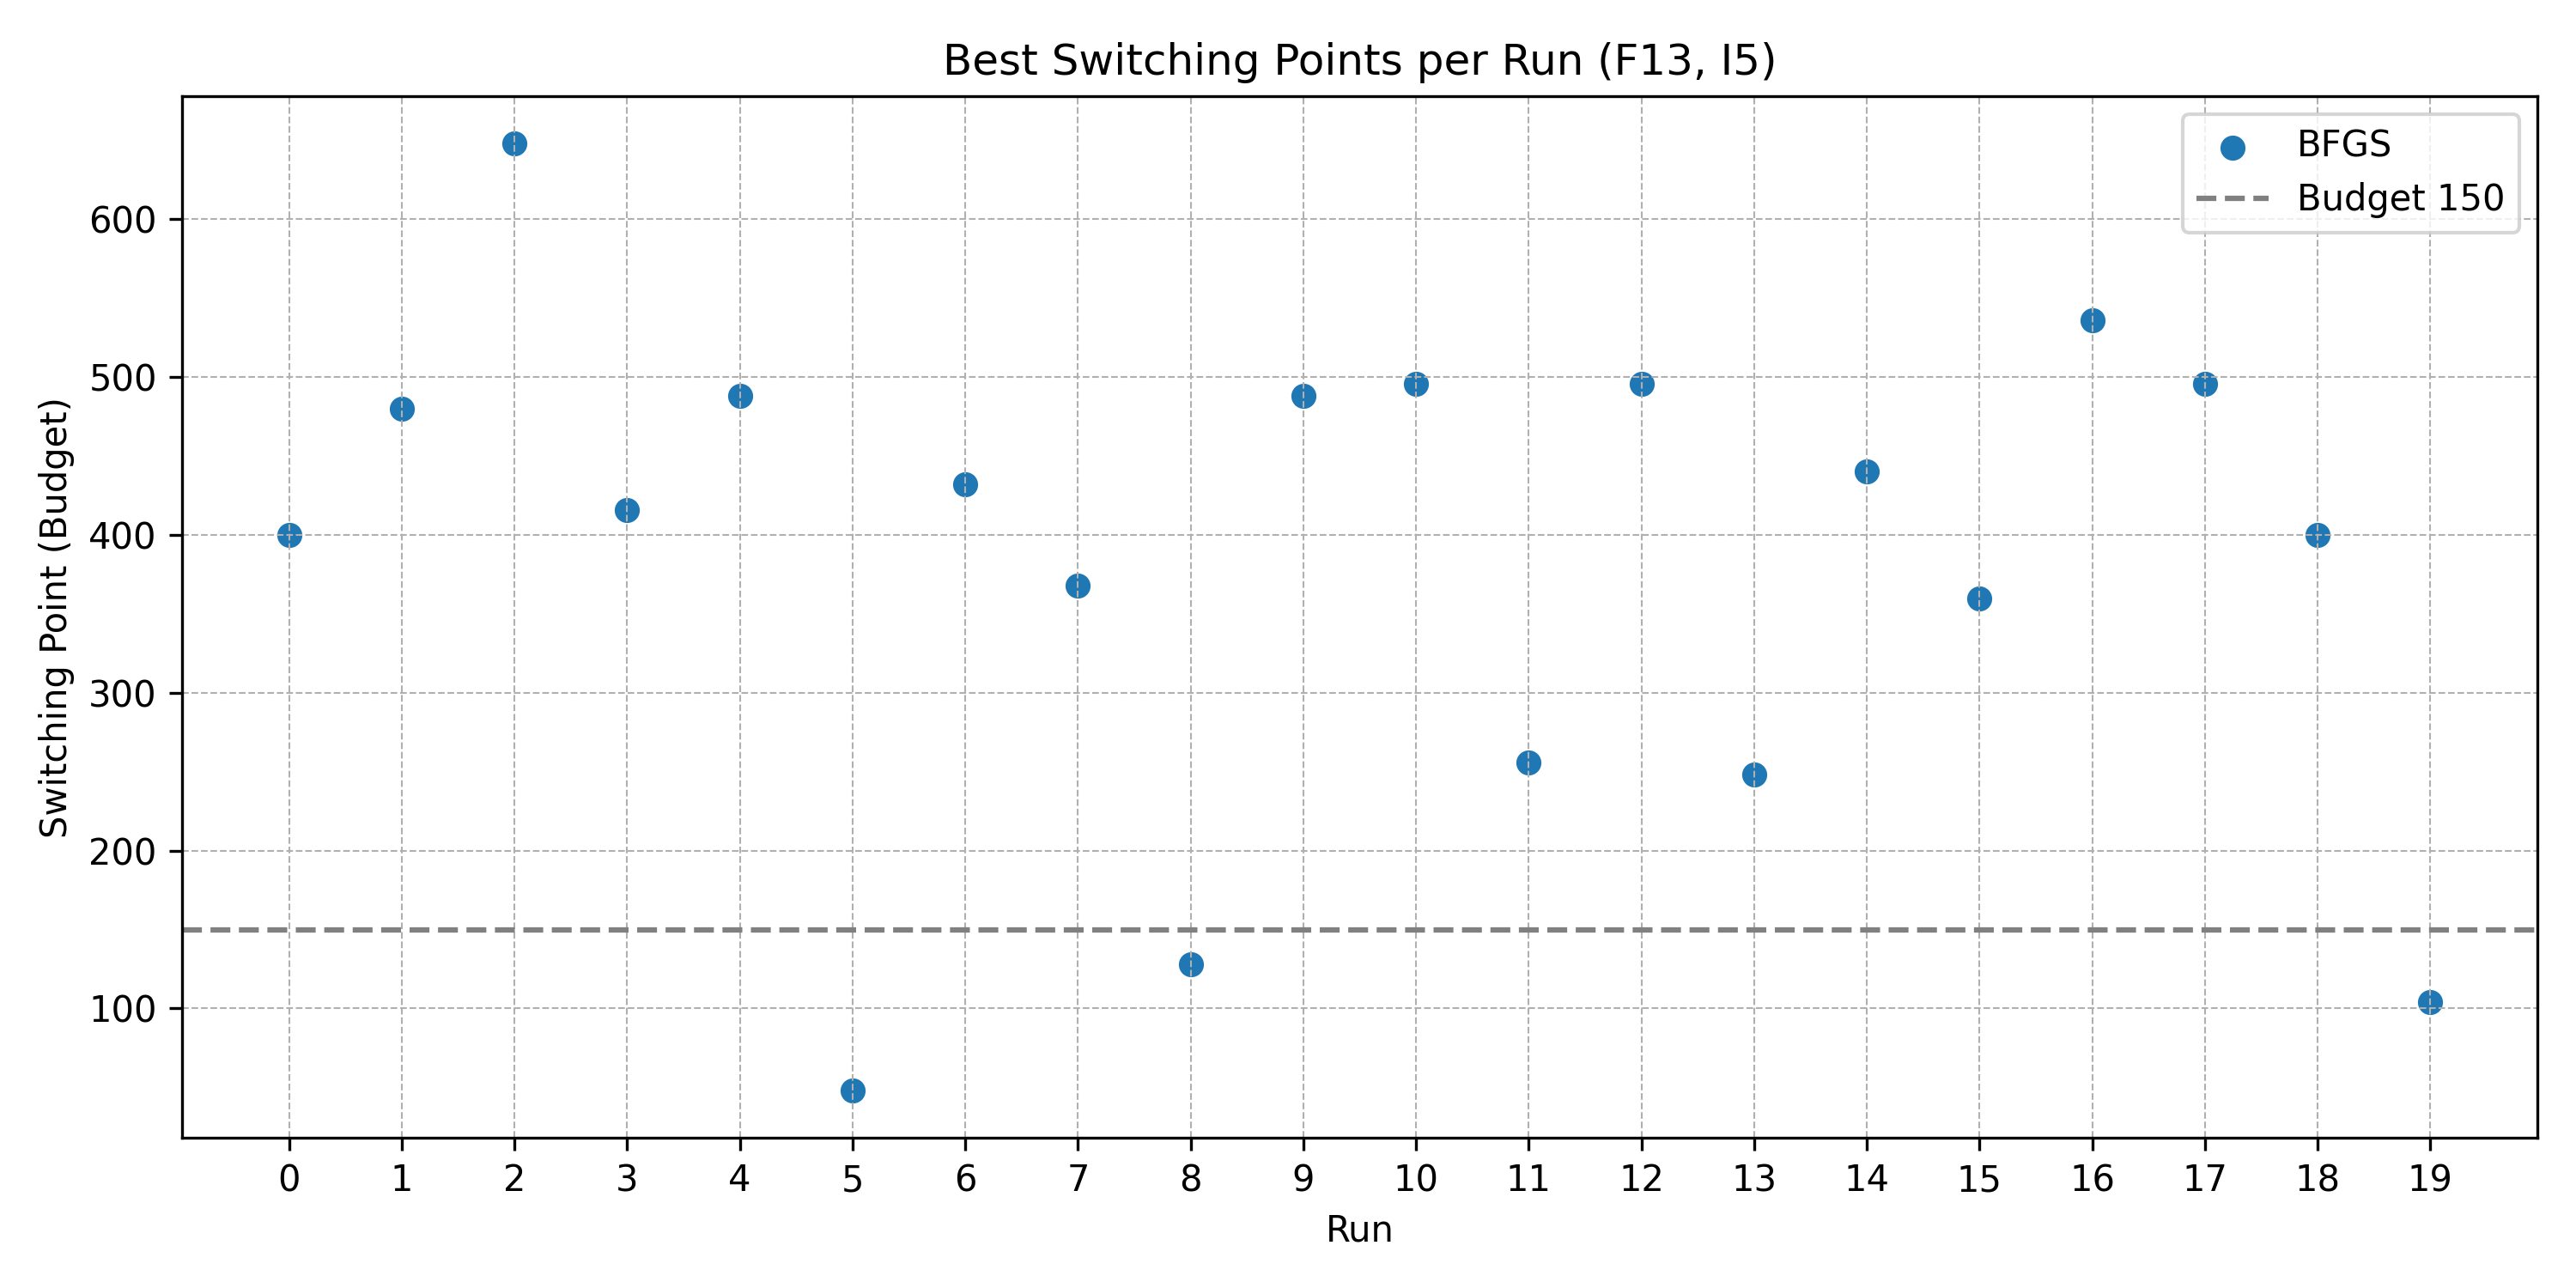 Best Switching Points per Run (F13, I5)
BFGS
Budget 150
Switching Point (Budget)
600
500
400
300
200
100
0 1 2 3 4 5 6 7 8 9 10 11 12 13 14 15 16 17 18 19
Run